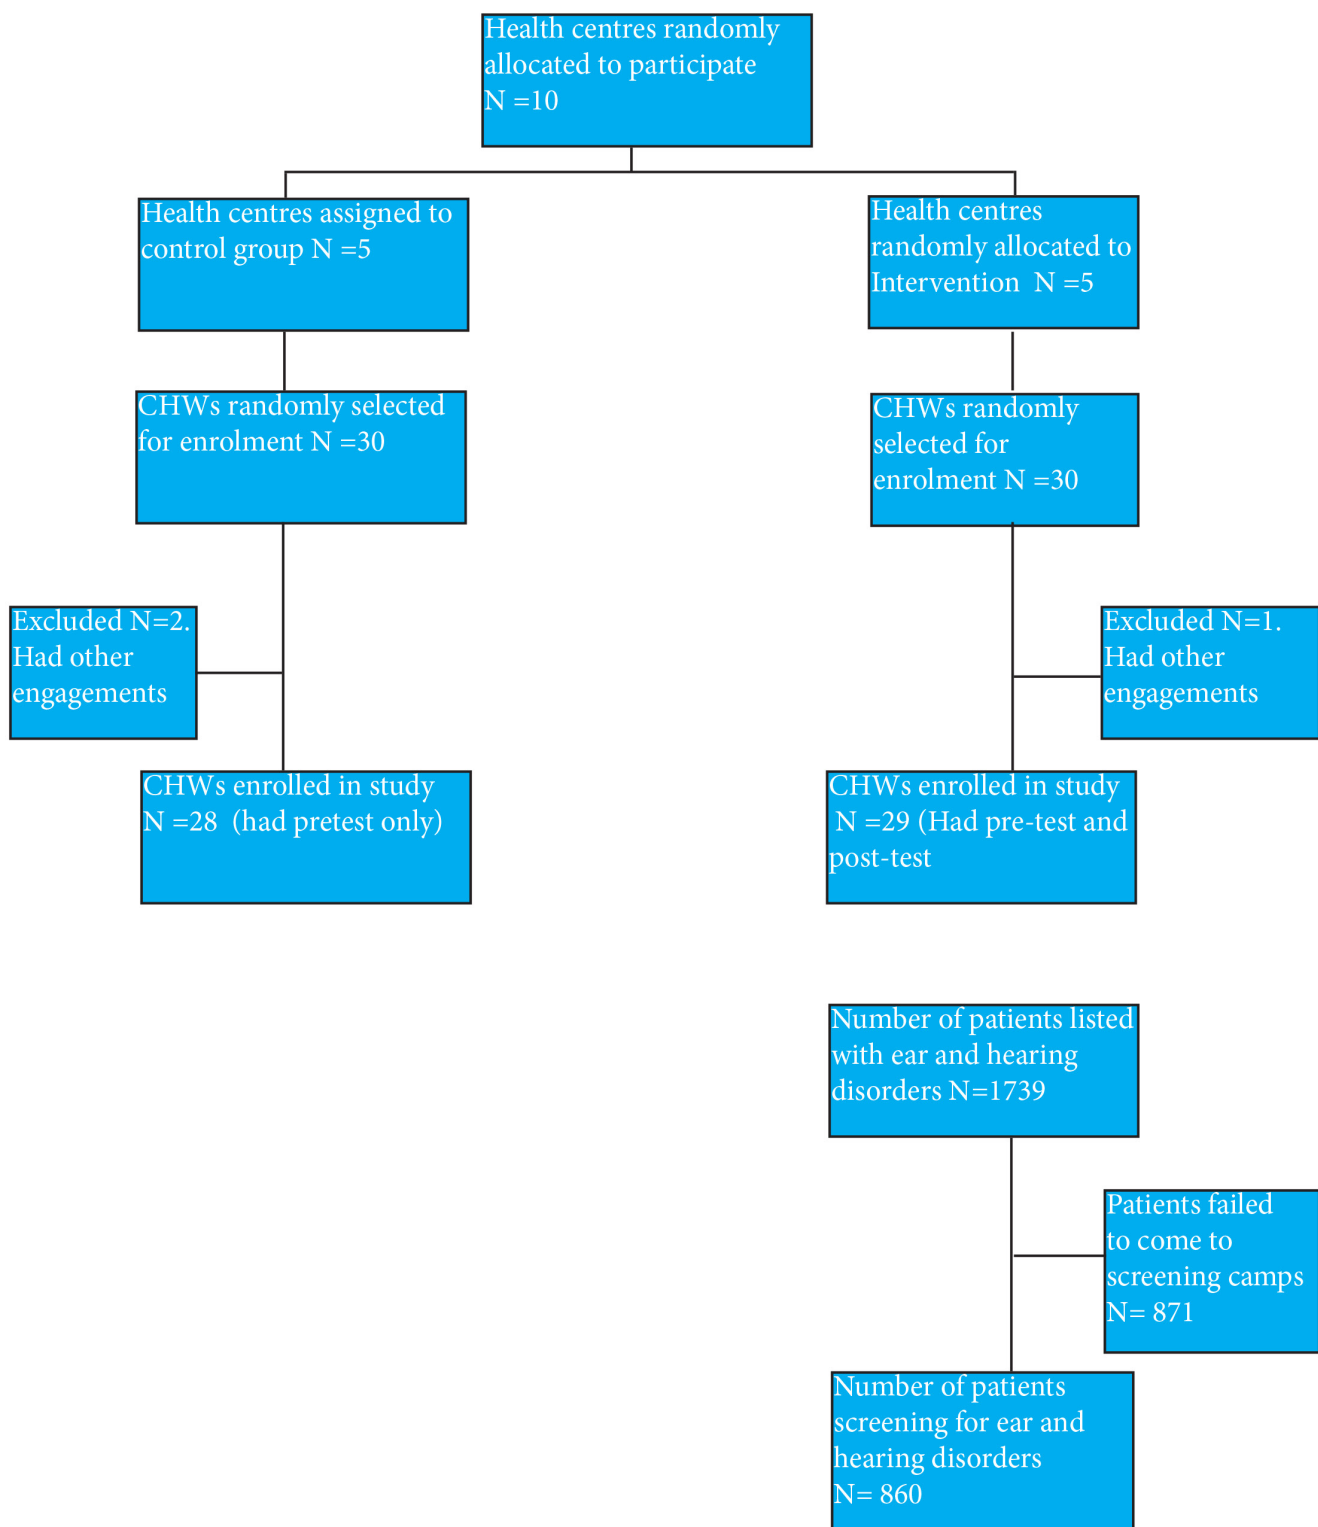 Health centres randomly
allocated to participate
N =10
Health centres assigned to
control group N =5
Health centres
randomly allocated to
Intervention N =5
CHWs randomly selected
for enrolment N =30
CHWs randomly
selected for
enrolment N =30
Excluded N=2.
Had other
engagements
Excluded N=1.
Had other
engagements
CHWs enrolled in study
N =28 (had pretest only)
CHWs enrolled in study
N =29 (Had pre-test and
post-test
Number of patients listed
with ear and hearing
disorders N=1739
Patients failed
to come to
screening camps
N= 871
Number of patients
screening for ear and
hearing disorders
N= 860